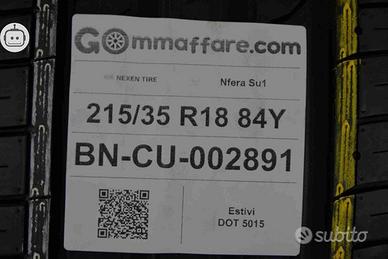 GOmmaffare.com
NEXEN TIRE Nfera Su1
215/35 R18 84Y
BN-CU-002891
Estivi
DOT 5015
subito